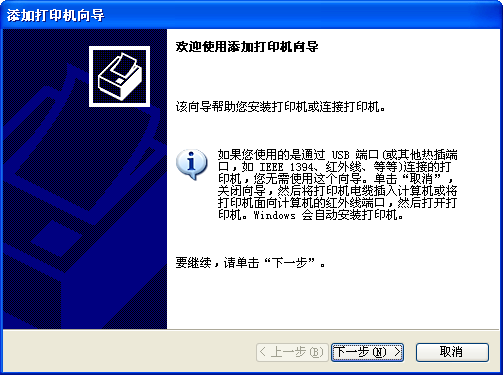 添加打印机向导
欢迎使用添加打印机向导
该向导帮助您安装打印机或连接打印机。
如果您使用的是通过 USB 端口(或其他热插端
口，如 IEEE 1394、红外线、等等)连接的打
印机，您无需使用这个向导。单击“取消”，
关闭向导，然后将打印机电缆插入计算机或将
打印机面向计算机的红外线端口，然后打开打
印机。Windows 会自动安装打印机。
要继续，请单击“下一步”。
< 上一步(B)
下一步(N) >
取消